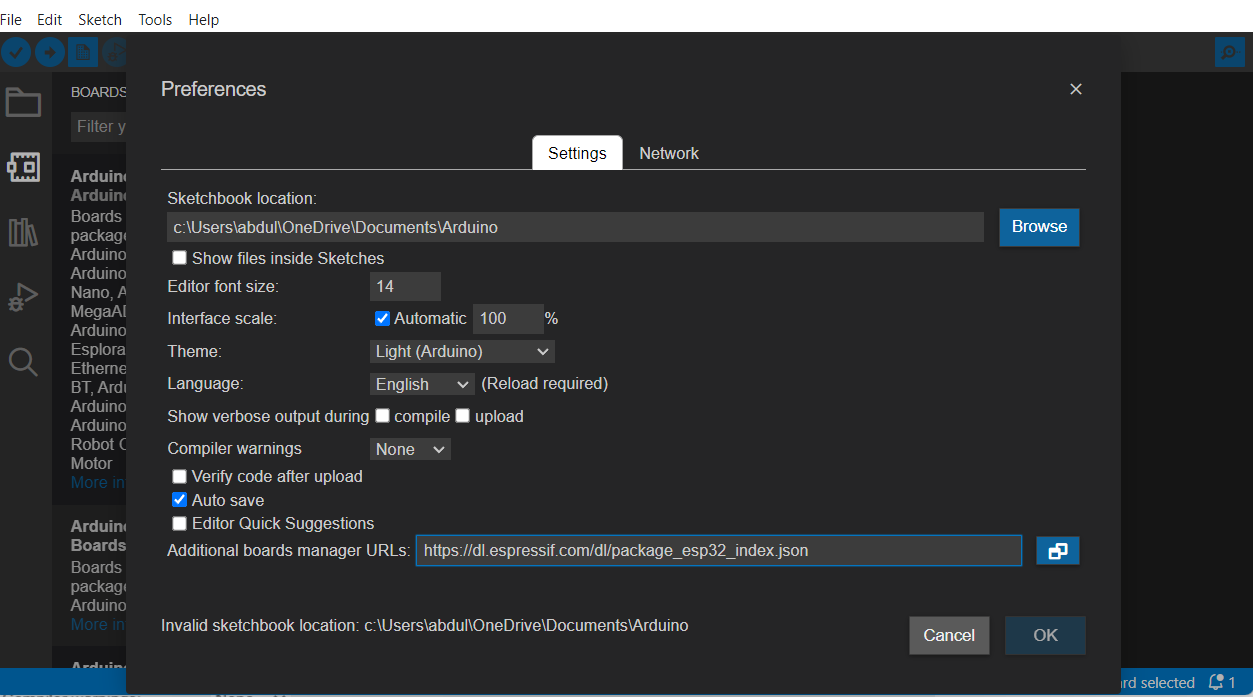 File Edit Sketch Tools Help
Preferences
Settings Network
BOARDS
Filter y
Sketchbook location:
c:\Users\abdul\OneDrive\Documents\Arduino
Browse
Show files inside Sketches
Editor font size: 14
Interface scale: Automatic 100 %
Theme: Light (Arduino)
Language: English (Reload required)
Show verbose output during compile upload
Compiler warnings None
Verify code after upload
Auto save
Editor Quick Suggestions
Additional boards manager URLs: https://dl.espressif.com/dl/package_esp32_index.json
Invalid sketchbook location: c:\Users\abdul\OneDrive\Documents\Arduino
Cancel OK
Arduino
Arduino
Boards
package
Arduino
Arduino
Nano, A
MegaAD
Arduino
Esplora
Etherne
BT, Ardu
Arduino
Arduino
Robot C
Motor
More in
Arduino
Boards
Boards
package
Arduino
More in
Arduino
rd selected 1